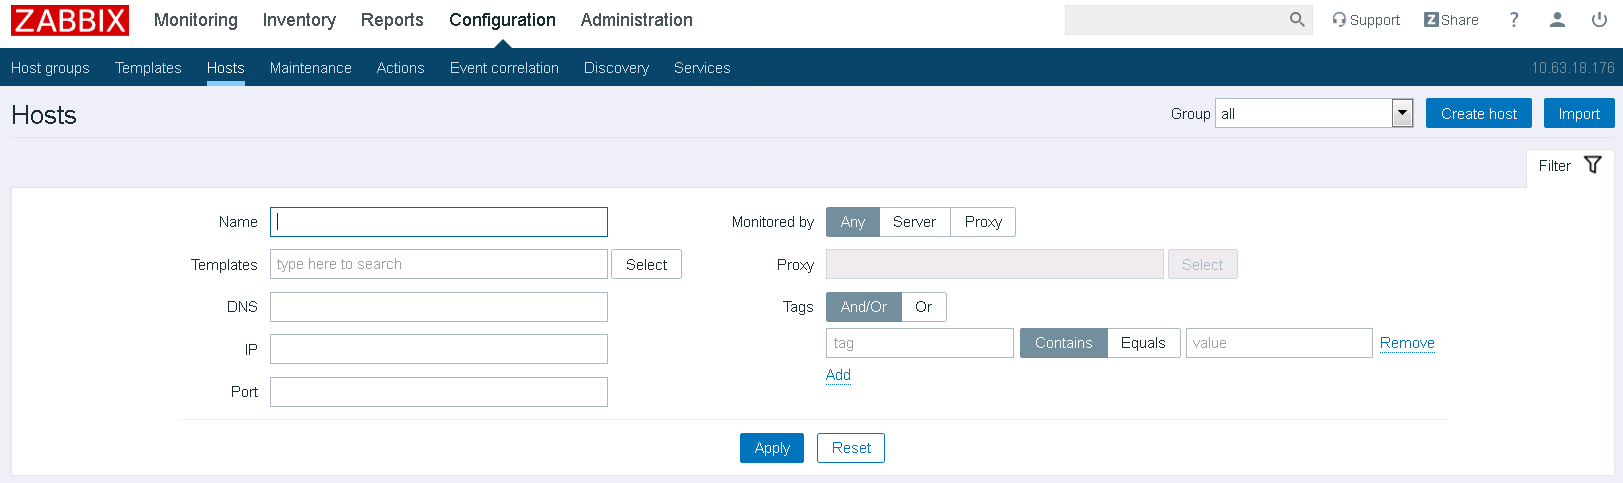 ZABBIX Monitoring Inventory Reports Configuration Administration Support Z Share ?
Host groups Templates Hosts Maintenance Actions Event correlation Discovery Services 10.63.18.176
Hosts Group all Create host Import
Filter
Name Monitored by Any Server Proxy
Templates type here to search Select Proxy Select
DNS Tags And/Or Or
IP tag Contains Equals value Remove
Add
Port
Apply Reset